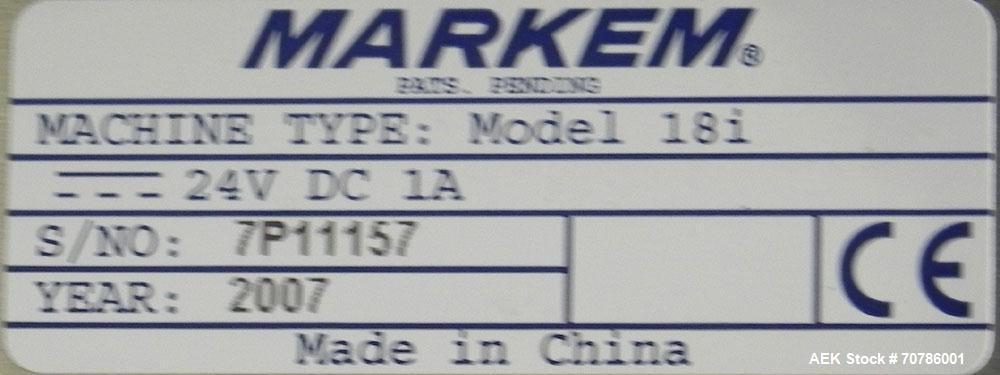 MARKEM®
PATS. PENDING
MACHINE TYPE: Model 18i
24V DC 1A
S/NO: 7P11157
YEAR: 2007
CE
Made in China
AEK Stock # 70786001